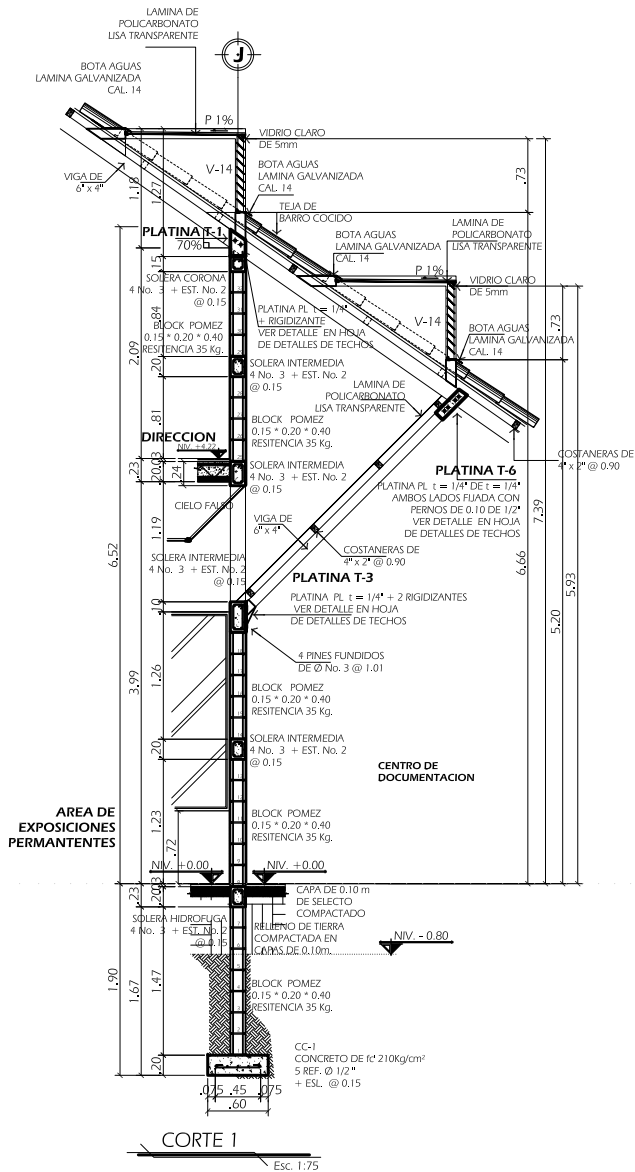 LAMINA DE
POLICARBONATO
LISA TRANSPARENTE
J
BOTA AGUAS
LAMINA GALVANIZADA
CAL. 14
P 1%
VIDRIO CLARO
DE 5mm
V-14
BOTA AGUAS
LAMINA GALVANIZADA
CAL. 14
VIGA DE
6" x 4"
1.18
1.27
.73
TEJA DE
BARRO COCIDO
PLATINA T-1
70%
BOTA AGUAS
LAMINA GALVANIZADA
CAL. 14
LAMINA DE
POLICARBONATO
LISA TRANSPARENTE
P 1%
VIDRIO CLARO
DE 5mm
.15
SOLERA CORONA
4 No. 3 + EST. No. 2
@ 0.15
PLATINA PL t = 1/4"
+ RIGIDIZANTE
VER DETALLE EN HOJA
DE DETALLES DE TECHOS
V-14
.73
BOTA AGUAS
LAMINA GALVANIZADA
CAL. 14
.84
BLOCK POMEZ
0.15 * 0.20 * 0.40
RESITENCIA 35 Kg.
2.09
.20
SOLERA INTERMEDIA
4 No. 3 + EST. No. 2
@ 0.15
LAMINA DE
POLICARBONATO
LISA TRANSPARENTE
.81
BLOCK POMEZ
0.15 * 0.20 * 0.40
RESITENCIA 35 Kg.
DIRECCION
NIV. +4.22
COSTANERAS DE
4" x 2" @ 0.90
.23
.20
.03
.24
SOLERA INTERMEDIA
4 No. 3 + EST. No. 2
@ 0.15
PLATINA T-6
PLATINA PL t = 1/4" DE t = 1/4"
AMBOS LADOS FIJADA CON
PERNOS DE 0.10 DE 1/2"
VER DETALLE EN HOJA
DE DETALLES DE TECHOS
CIELO FALSO
VIGA DE
6" x 4"
1.19
7.39
6.66
5.93
5.20
6.52
COSTANERAS DE
4" x 2" @ 0.90
SOLERA INTERMEDIA
4 No. 3 + EST. No. 2
@ 0.15
PLATINA T-3
PLATINA PL t = 1/4" + 2 RIGIDIZANTES
VER DETALLE EN HOJA
DE DETALLES DE TECHOS
.10
4 PINES FUNDIDOS
DE Ø No. 3 @ 1.01
3.99
1.26
BLOCK POMEZ
0.15 * 0.20 * 0.40
RESITENCIA 35 Kg.
.20
SOLERA INTERMEDIA
4 No. 3 + EST. No. 2
@ 0.15
CENTRO DE
DOCUMENTACION
AREA DE
EXPOSICIONES
PERMANTENTES
1.23
.72
BLOCK POMEZ
0.15 * 0.20 * 0.40
RESITENCIA 35 Kg.
NIV. +0.00
NIV. +0.00
.23
.20
.03
CAPA DE 0.10 m
DE SELECTO
COMPACTADO
SOLERA HIDROFUGA
4 No. 3 + EST. No. 2
@ 0.15
RELLENO DE TIERRA
COMPACTADA EN
CAPAS DE 0.10m.
NIV. - 0.80
1.90
1.67
1.47
BLOCK POMEZ
0.15 * 0.20 * 0.40
RESITENCIA 35 Kg.
.20
CC-1
CONCRETO DE fc' 210Kg/cm²
5 REF. Ø 1/2"
+ ESL. @ 0.15
.075 .45 .075
.60
CORTE 1
Esc. 1:75